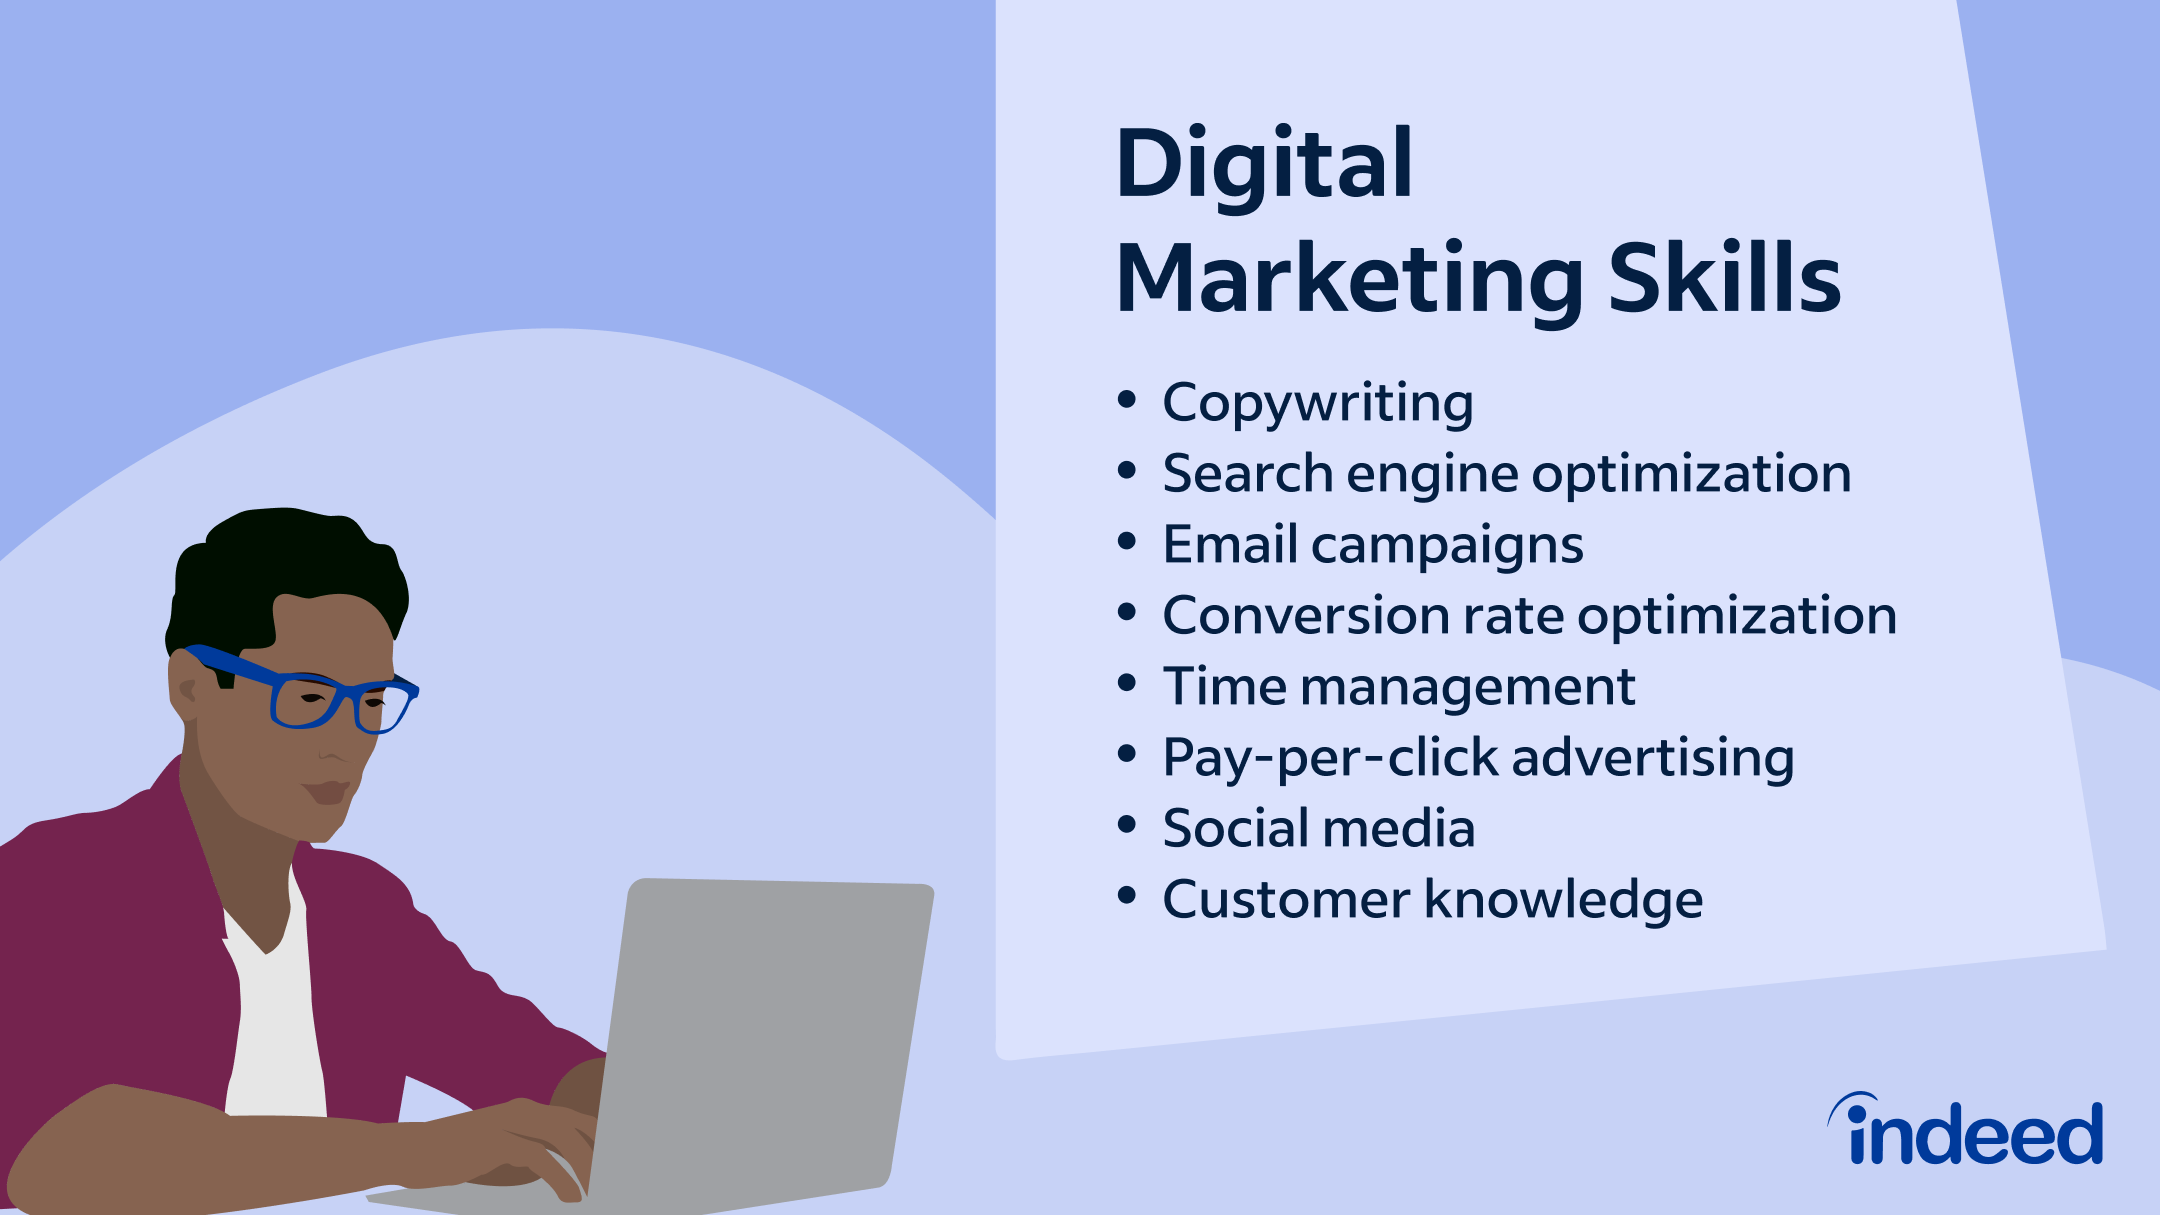 Digital
Marketing Skills
• Copywriting
• Search engine optimization
• Email campaigns
• Conversion rate optimization
• Time management
• Pay-per-click advertising
• Social media
• Customer knowledge
indeed